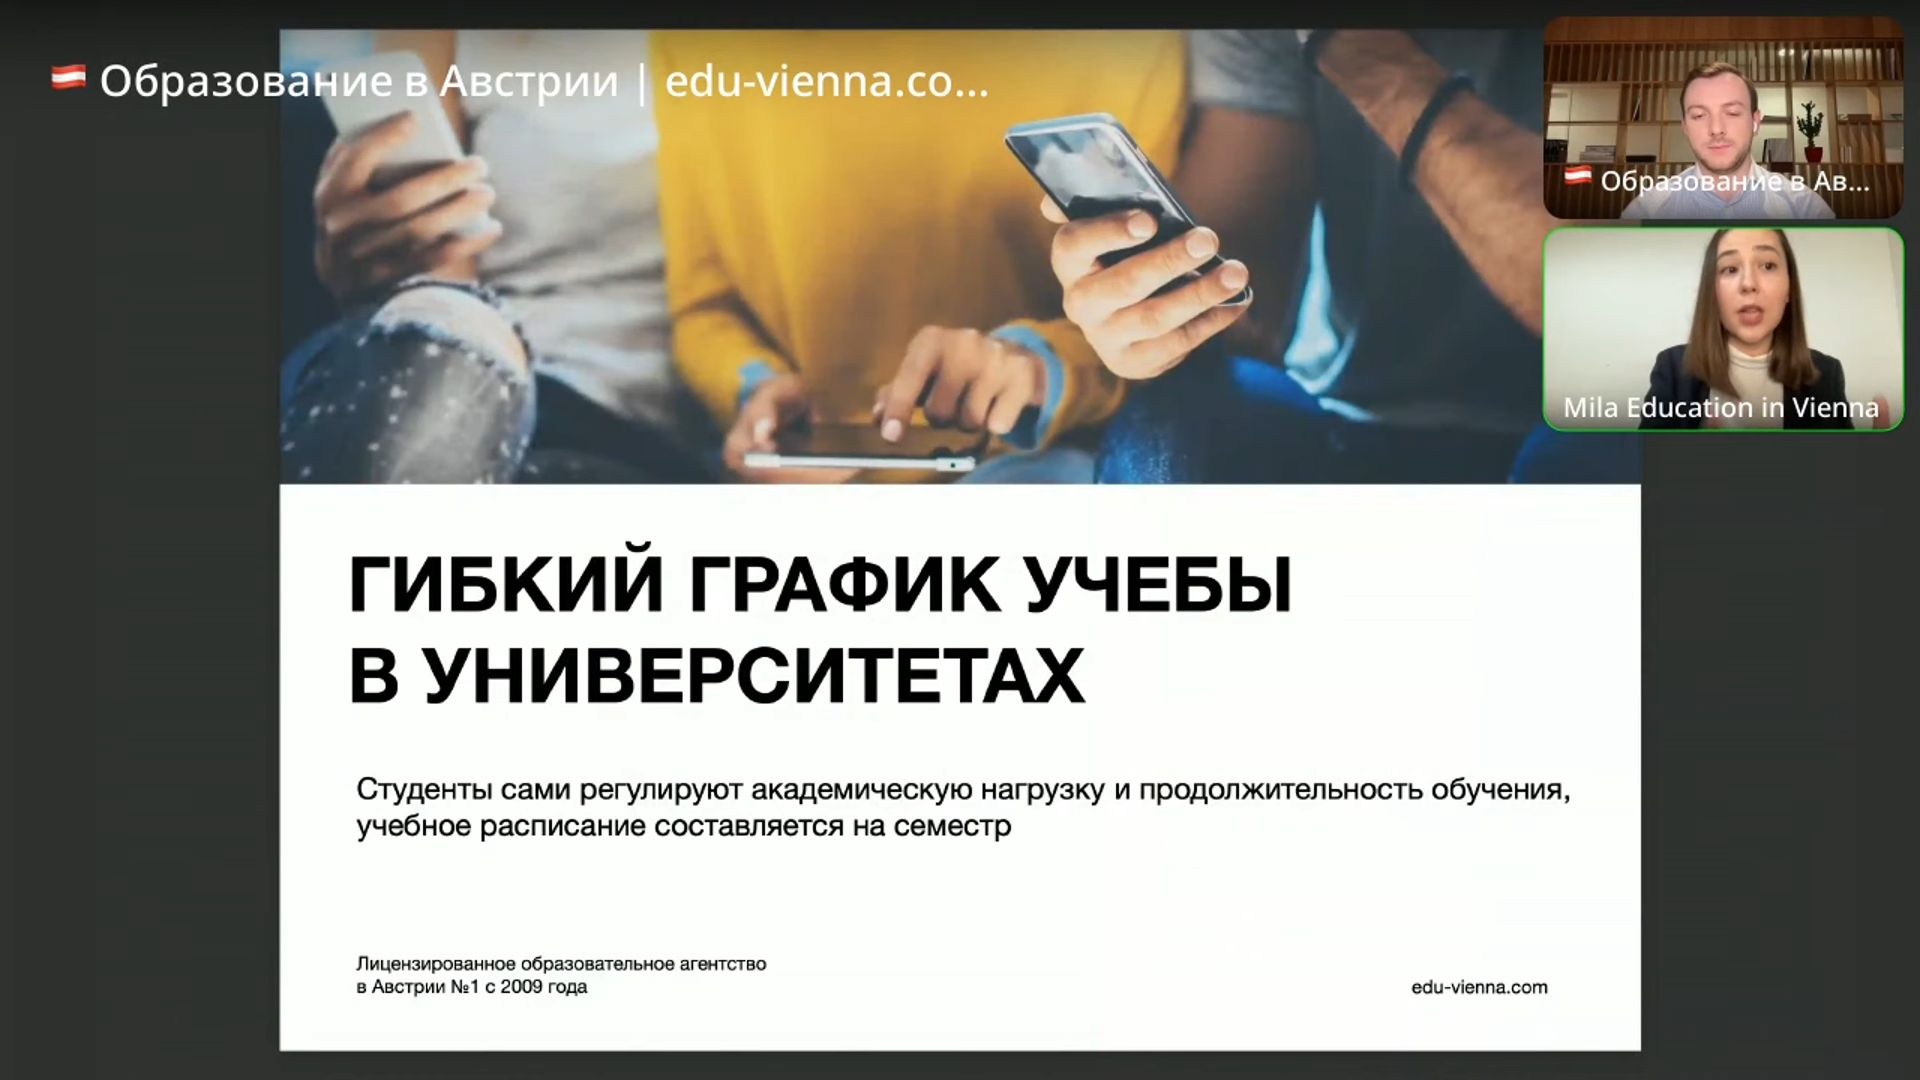 Образование в Австрии | edu-vienna.co...
Образование в Ав...
Mila Education in Vienna
ГИБКИЙ ГРАФИК УЧЕБЫ
В УНИВЕРСИТЕТАХ
Студенты сами регулируют академическую нагрузку и продолжительность обучения,
учебное расписание составляется на семестр
Лицензированное образовательное агентство
в Австрии №1 с 2009 года
edu-vienna.com